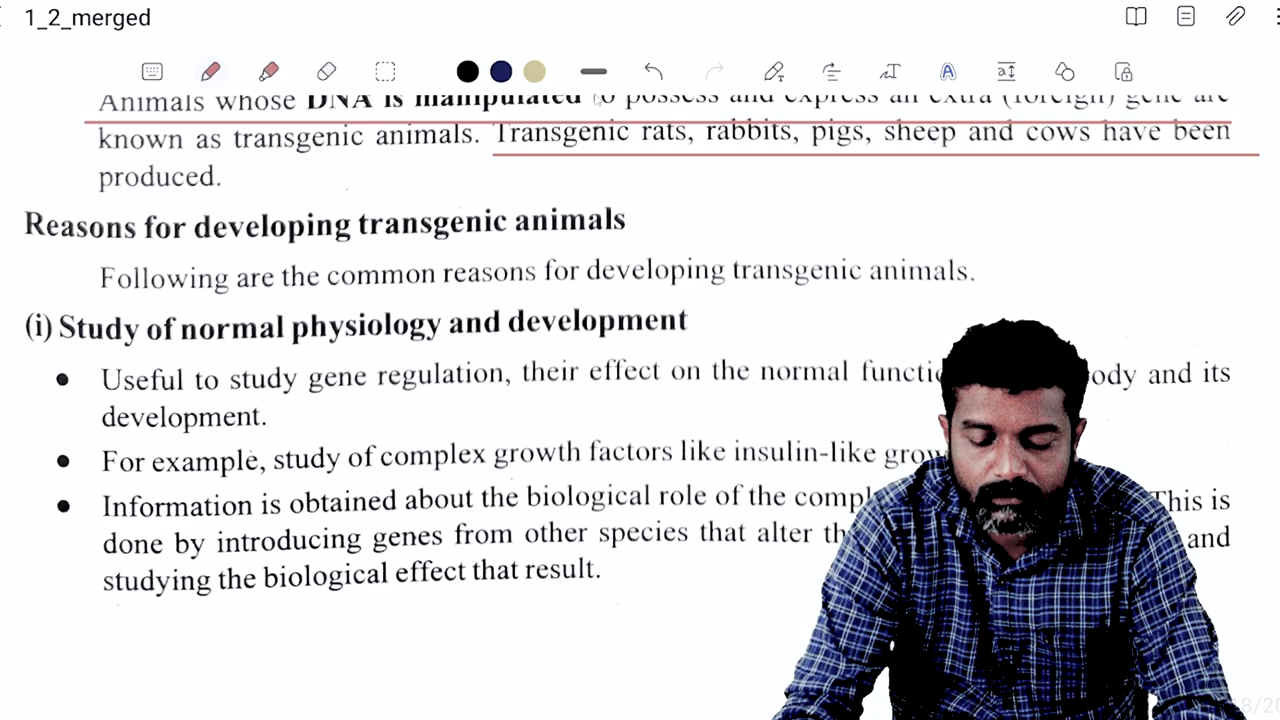 1_2_merged
Animals whose DNA is manipulated to possess and express an extra (foreign) gene are
known as transgenic animals. Transgenic rats, rabbits, pigs, sheep and cows have been
produced.
Reasons for developing transgenic animals
Following are the common reasons for developing transgenic animals.
(i) Study of normal physiology and development
• Useful to study gene regulation, their effect on the normal ody and its
development.
• For example, study of complex growth factors like insulin-like
• Information is obtained about the biological role of the This is
done by introducing genes from other species that alter and
studying the biological effect that result.